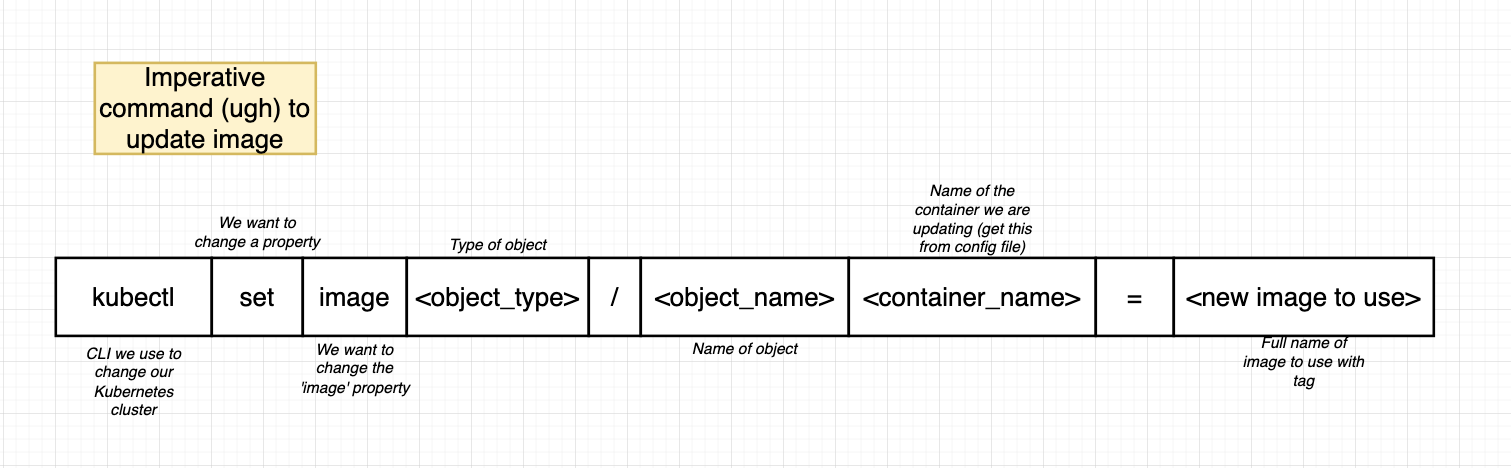 Imperative
command (ugh) to
update image
We want to
change a property
Type of object
Name of the
container we are
updating (get this
from config file)
kubectl set image <object_type> / <object_name> <container_name> = <new image to use>
CLI we use to
change our
Kubernetes
cluster
We want to
change the
'image' property
Name of object
Full name of
image to use with
tag